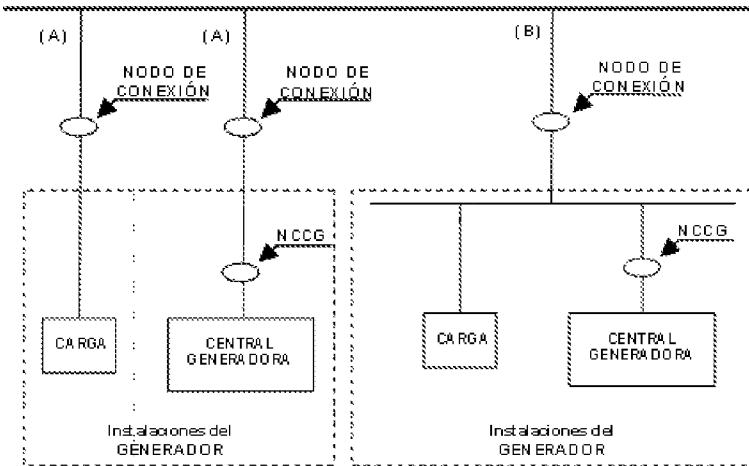 (A)
(A)
(B)
NODO DE
CONEXIÓN
NODO DE
CONEXIÓN
NODO DE
CONEXIÓN
NCCG
NCCG
CARGA
CENTRAL
GENERADORA
CARGA
CENTRAL
GENERADORA
Instalaciones del
GENERADOR
Instalaciones del
GENERADOR